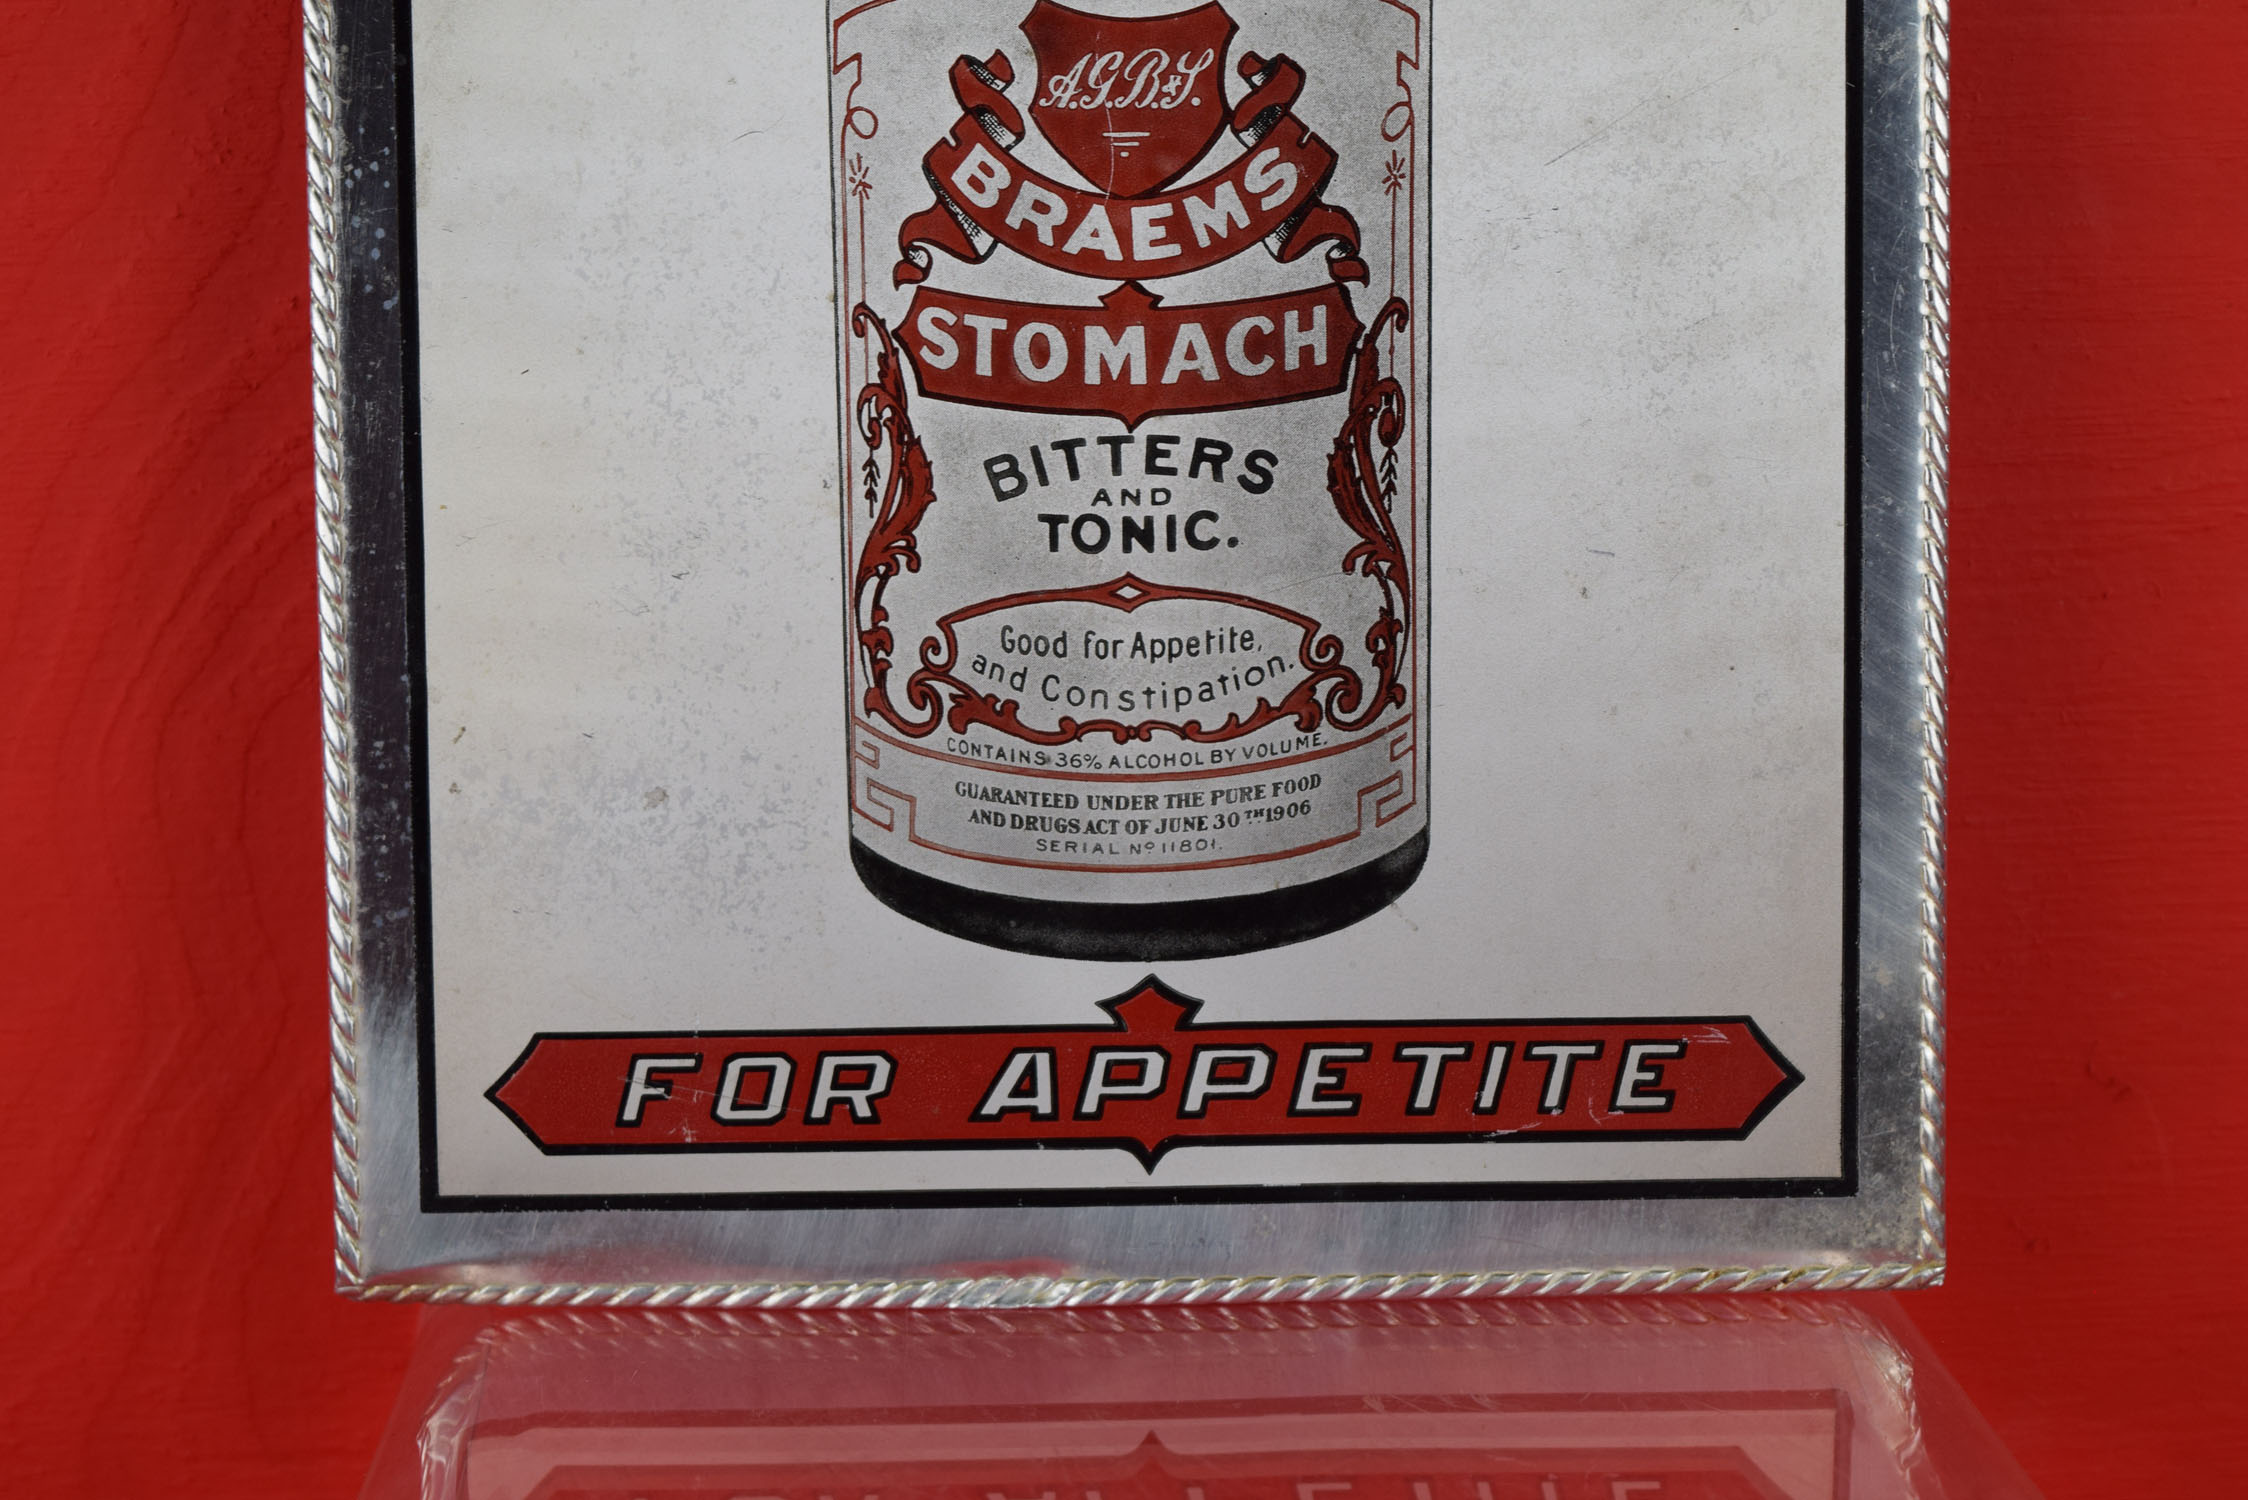 A.G.B.&S.
BRAEMS
STOMACH
BITTERS
AND
TONIC.
Good for Appetite,
and Constipation.
CONTAINS 36% ALCOHOL BY VOLUME.
GUARANTEED UNDER THE PURE FOOD
AND DRUGS ACT OF JUNE 30TH 1906
SERIAL Nº 11801.
FOR APPETITE